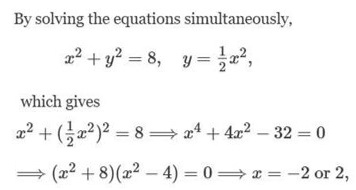 By solving the equations simultaneously,
x² + y² = 8, y = ½x²,
which gives
x² + (½x²)² = 8 ⟹ x⁴ + 4x² − 32 = 0
⟹ (x² + 8)(x² − 4) = 0 ⟹ x = −2 or 2,